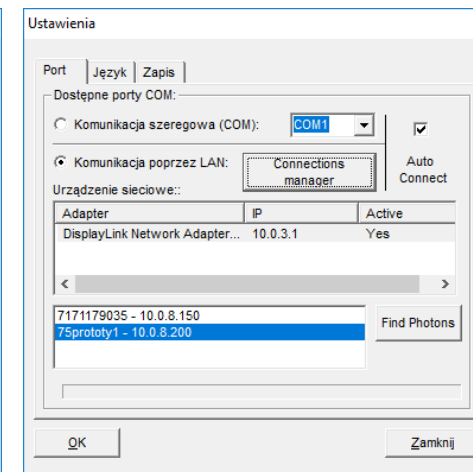 Ustawienia
Port Język Zapis
Dostępne porty COM:
Komunikacja szeregowa (COM): COM1
Komunikacja poprzez LAN: Connections manager
Auto Connect
Urządzenie sieciowe::
Adapter IP Active
DisplayLink Network Adapter... 10.0.3.1 Yes
7171179035 - 10.0.8.150
75prototy1 - 10.0.8.200
Find Photons
OK Zamknij